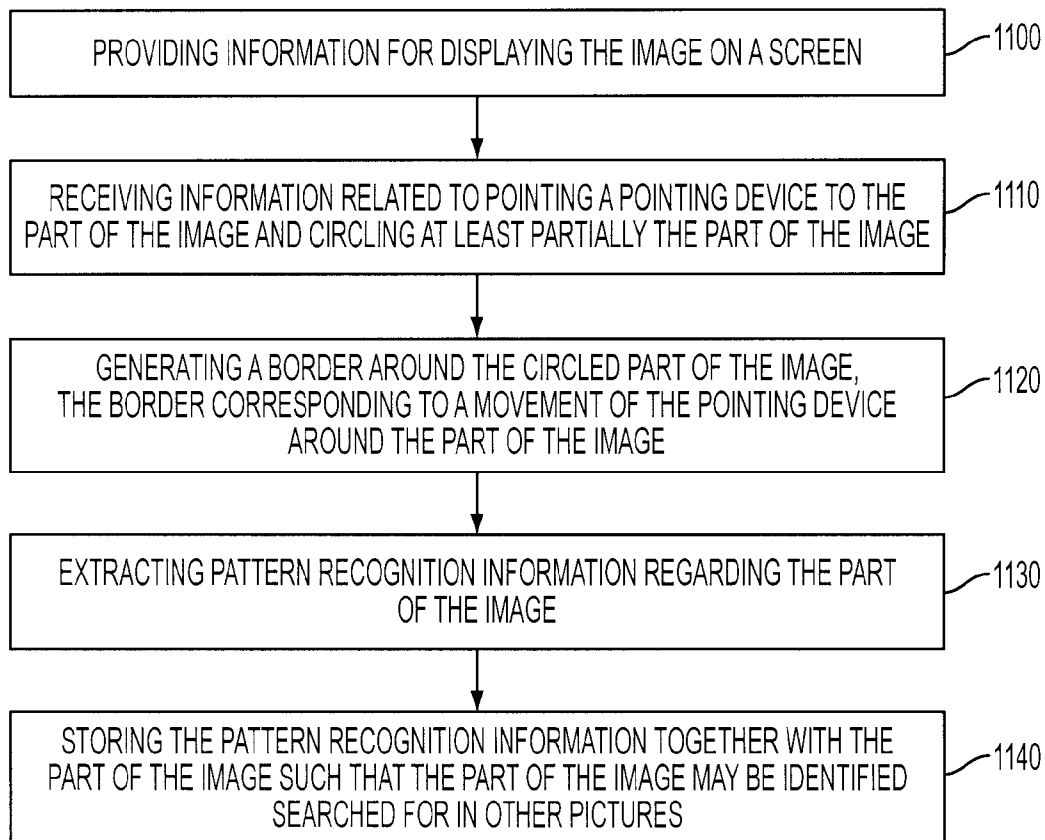 PROVIDING INFORMATION FOR DISPLAYING THE IMAGE ON A SCREEN
1100
RECEIVING INFORMATION RELATED TO POINTING A POINTING DEVICE TO THE
PART OF THE IMAGE AND CIRCLING AT LEAST PARTIALLY THE PART OF THE IMAGE
1110
GENERATING A BORDER AROUND THE CIRCLED PART OF THE IMAGE,
THE BORDER CORRESPONDING TO A MOVEMENT OF THE POINTING DEVICE
AROUND THE PART OF THE IMAGE
1120
EXTRACTING PATTERN RECOGNITION INFORMATION REGARDING THE PART
OF THE IMAGE
1130
STORING THE PATTERN RECOGNITION INFORMATION TOGETHER WITH THE
PART OF THE IMAGE SUCH THAT THE PART OF THE IMAGE MAY BE IDENTIFIED
SEARCHED FOR IN OTHER PICTURES
1140